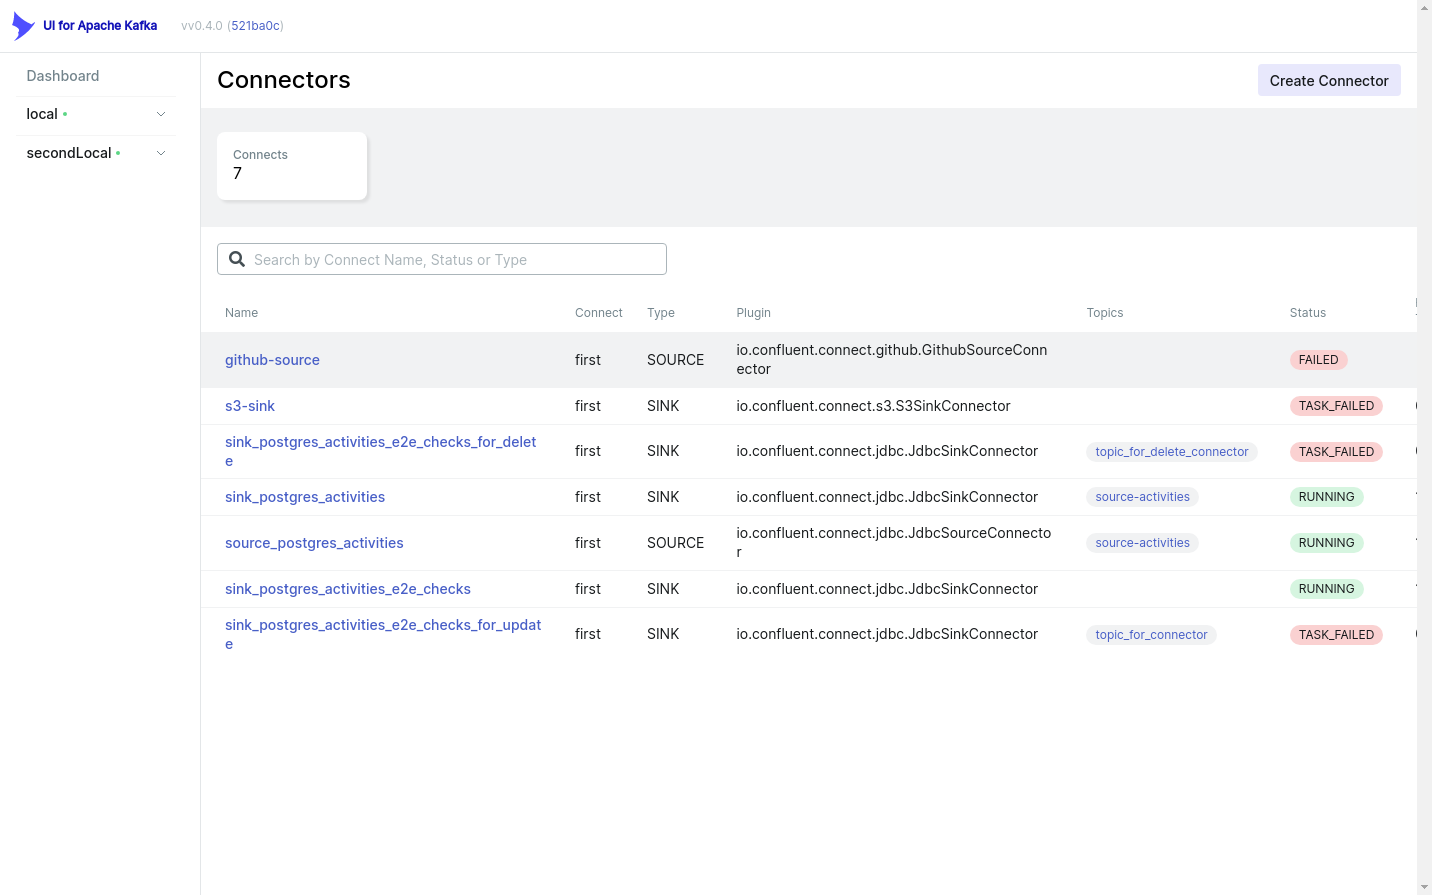 UI for Apache Kafka vv0.4.0 (521ba0c)
Dashboard
local
secondLocal
Connectors
Create Connector
Connects
7
Search by Connect Name, Status or Type
Name Connect Type Plugin Topics Status
github-source first SOURCE io.confluent.connect.github.GithubSourceConn
ector FAILED
s3-sink first SINK io.confluent.connect.s3.S3SinkConnector TASK_FAILED
sink_postgres_activities_e2e_checks_for_delet
e first SINK io.confluent.connect.jdbc.JdbcSinkConnector topic_for_delete_connector TASK_FAILED
sink_postgres_activities first SINK io.confluent.connect.jdbc.JdbcSinkConnector source-activities RUNNING
source_postgres_activities first SOURCE io.confluent.connect.jdbc.JdbcSourceConnecto
r source-activities RUNNING
sink_postgres_activities_e2e_checks first SINK io.confluent.connect.jdbc.JdbcSinkConnector RUNNING
sink_postgres_activities_e2e_checks_for_updat
e first SINK io.confluent.connect.jdbc.JdbcSinkConnector topic_for_connector TASK_FAILED